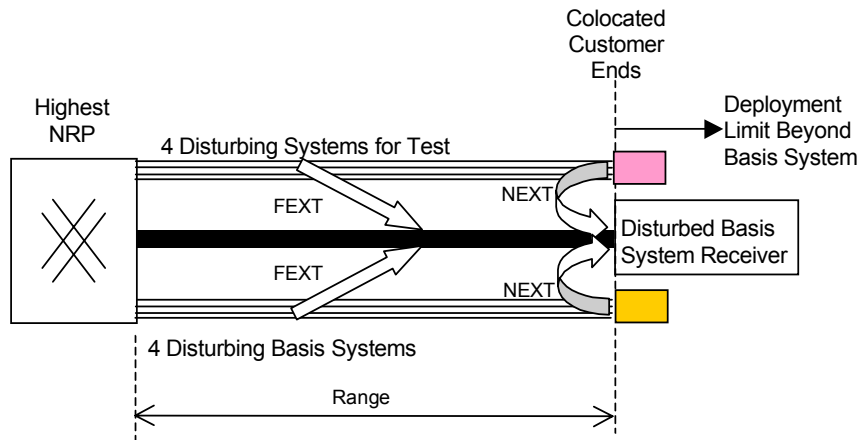 Colocated
Customer
Ends
Highest
NRP
Deployment
Limit Beyond
Basis System
4 Disturbing Systems for Test
FEXT
NEXT
Disturbed Basis
System Receiver
FEXT
NEXT
4 Disturbing Basis Systems
Range